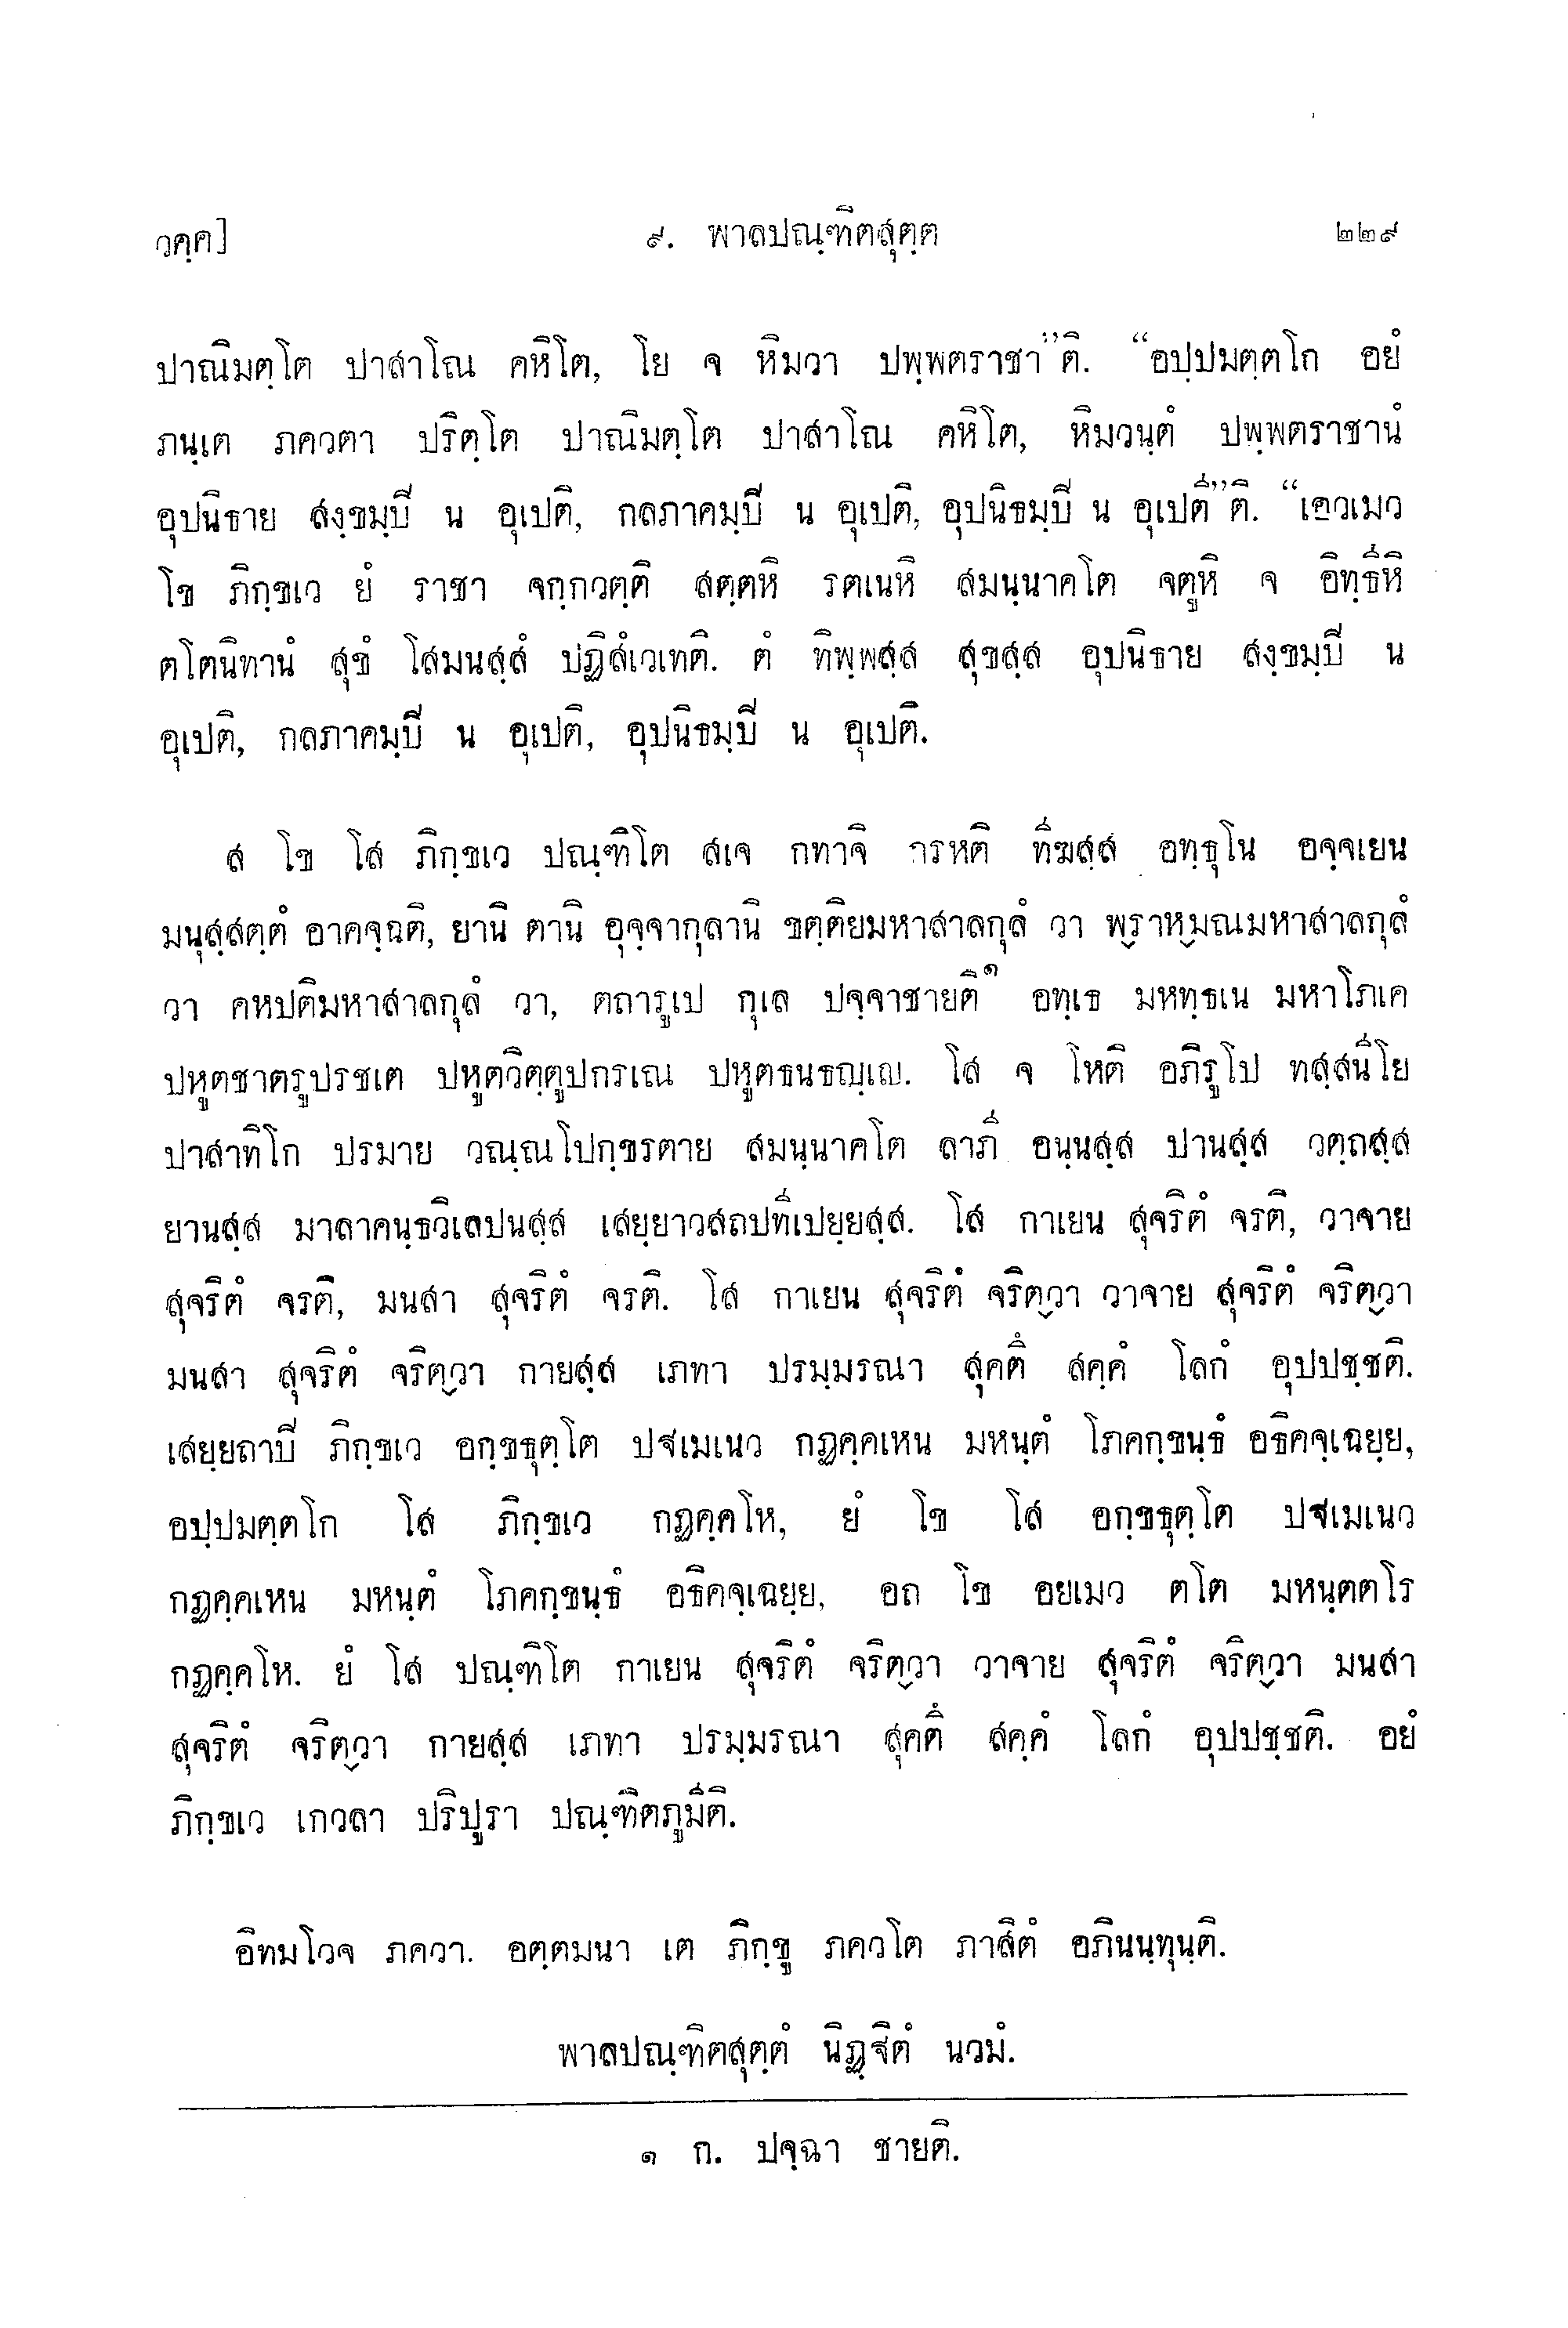 วคฺค]
๙. พาลปณฺฑิตสุตฺต
๒๒๙
ปาณิมตฺโต ปาสาโณ คหิโต, โย จ หิมวา ปพฺพตราชา”ติ. “อปฺปมตฺตโก อยํ
ภนฺเต ภควตา ปริตฺโต ปาณิมตฺโต ปาสาโณ คหิโต, หิมวนฺตํ ปพฺพตราชานํ
อุปนิธาย สงฺขมฺปิ น อุเปติ, กลภาคมฺปิ น อุเปติ, อุปนิธมฺปิ น อุเปตี”ติ. “เอวเมว
โข ภิกฺขเว ยํ ราชา จกฺกวตฺติ สตฺตหิ รตเนหิ สมนฺนาคโต จตูหิ จ อิทฺธีหิ
ตโตนิทานํ สุขํ โสมนสฺสํ ปฏิสํเวเทติ. ตํ ทิพฺพสฺส สุขสฺส อุปนิธาย สงฺขมฺปิ น
อุเปติ, กลภาคมฺปิ น อุเปติ, อุปนิธมฺปิ น อุเปติ.
ส โข โส ภิกฺขเว ปณฺฑิโต สเจ กทาจิ กรหติ ทีฆสฺส อทฺธุโน อจฺจเยน
มนุสฺสตฺตํ อาคจฺฉติ, ยานิ ตานิ อุจฺจากุลานิ ขตฺติยมหาสาลกุลํ วา พฺราหฺมณมหาสาลกุลํ
วา คหปติมหาสาลกุลํ วา, ตถารูเป กุเล ปจฺจาชายติ๑ อทฺเธ มหทฺธเน มหาโภเค
ปหูตชาตรูปรชเต ปหูตวิตฺตูปกรเณ ปหูตธนธญฺเญ. โส จ โหติ อภิรูโป ทสฺสนีโย
ปาสาทิโก ปรมาย วณฺณโปกฺขรตาย สมนฺนาคโต ลาภี อนฺนสฺส ปานสฺส วตฺถสฺส
ยานสฺส มาลาคนฺธวิเลปนสฺส เสยฺยาวสถปทีเปยฺยสฺส. โส กาเยน สุจริตํ จรติ, วาจาย
สุจริตํ จรติ, มนสา สุจริตํ จรติ. โส กาเยน สุจริตํ จริตฺวา วาจาย สุจริตํ จริตฺวา
มนสา สุจริตํ จริตฺวา กายสฺส เภทา ปรมฺมรณา สุคตึ สคฺคํ โลกํ อุปปชฺชติ.
เสยฺยถาปิ ภิกฺขเว อกฺขธุตฺโต ปฐเมเนว กฏคฺคเหน มหนฺตํ โภคกฺขนฺธํ อธิคจฺเฉยฺย,
อปฺปมตฺตโก โส ภิกฺขเว กฏคฺคโห, ยํ โข โส อกฺขธุตฺโต ปฐเมเนว
กฏคฺคเหน มหนฺตํ โภคกฺขนฺธํ อธิคจฺเฉยฺย, อถ โข อยเมว ตโต มหนฺตตโร
กฏคฺคโห. ยํ โส ปณฺฑิโต กาเยน สุจริตํ จริตฺวา วาจาย สุจริตํ จริตฺวา มนสา
สุจริตํ จริตฺวา กายสฺส เภทา ปรมฺมรณา สุคตึ สคฺคํ โลกํ อุปปชฺชติ. อยํ
ภิกฺขเว เกวลา ปริปูรา ปณฺฑิตภูมีติ.
อิทมโวจ ภควา. อตฺตมนา เต ภิกฺขู ภควโต ภาสิตํ อภินนฺทุนฺติ.
พาลปณฺฑิตสุตฺตํ นิฏฺฐิตํ นวมํ.
๑ ก. ปจฺฉา ชายติ.